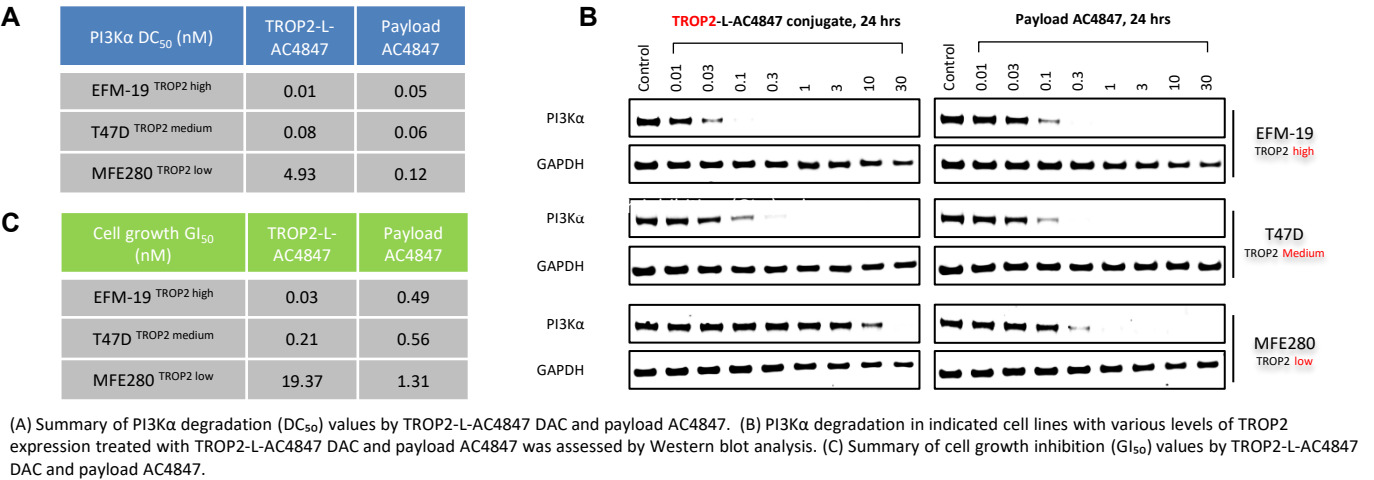 A
PI3Kα DC₅₀ (nM) TROP2-L-AC4847 Payload AC4847
EFM-19 ᵀᴿᴼᴾ² ʰⁱᵍʰ 0.01 0.05
T47D ᵀᴿᴼᴾ² ᵐᵉᵈⁱᵘᵐ 0.08 0.06
MFE280 ᵀᴿᴼᴾ² ˡᵒʷ 4.93 0.12
C
Cell growth GI₅₀ (nM) TROP2-L-AC4847 Payload AC4847
EFM-19 ᵀᴿᴼᴾ² ʰⁱᵍʰ 0.03 0.49
T47D ᵀᴿᴼᴾ² ᵐᵉᵈⁱᵘᵐ 0.21 0.56
MFE280 ᵀᴿᴼᴾ² ˡᵒʷ 19.37 1.31
B
TROP2-L-AC4847 conjugate, 24 hrs Payload AC4847, 24 hrs
Control 0.01 0.03 0.1 0.3 1 3 10 30 Control 0.01 0.03 0.1 0.3 1 3 10 30
PI3Kα
GAPDH
EFM-19
TROP2 high
PI3Kα
GAPDH
T47D
TROP2 Medium
PI3Kα
GAPDH
MFE280
TROP2 low
(A) Summary of PI3Kα degradation (DC₅₀) values by TROP2-L-AC4847 DAC and payload AC4847. (B) PI3Kα degradation in indicated cell lines with various levels of TROP2
expression treated with TROP2-L-AC4847 DAC and payload AC4847 was assessed by Western blot analysis. (C) Summary of cell growth inhibition (GI₅₀) values by TROP2-L-AC4847
DAC and payload AC4847.